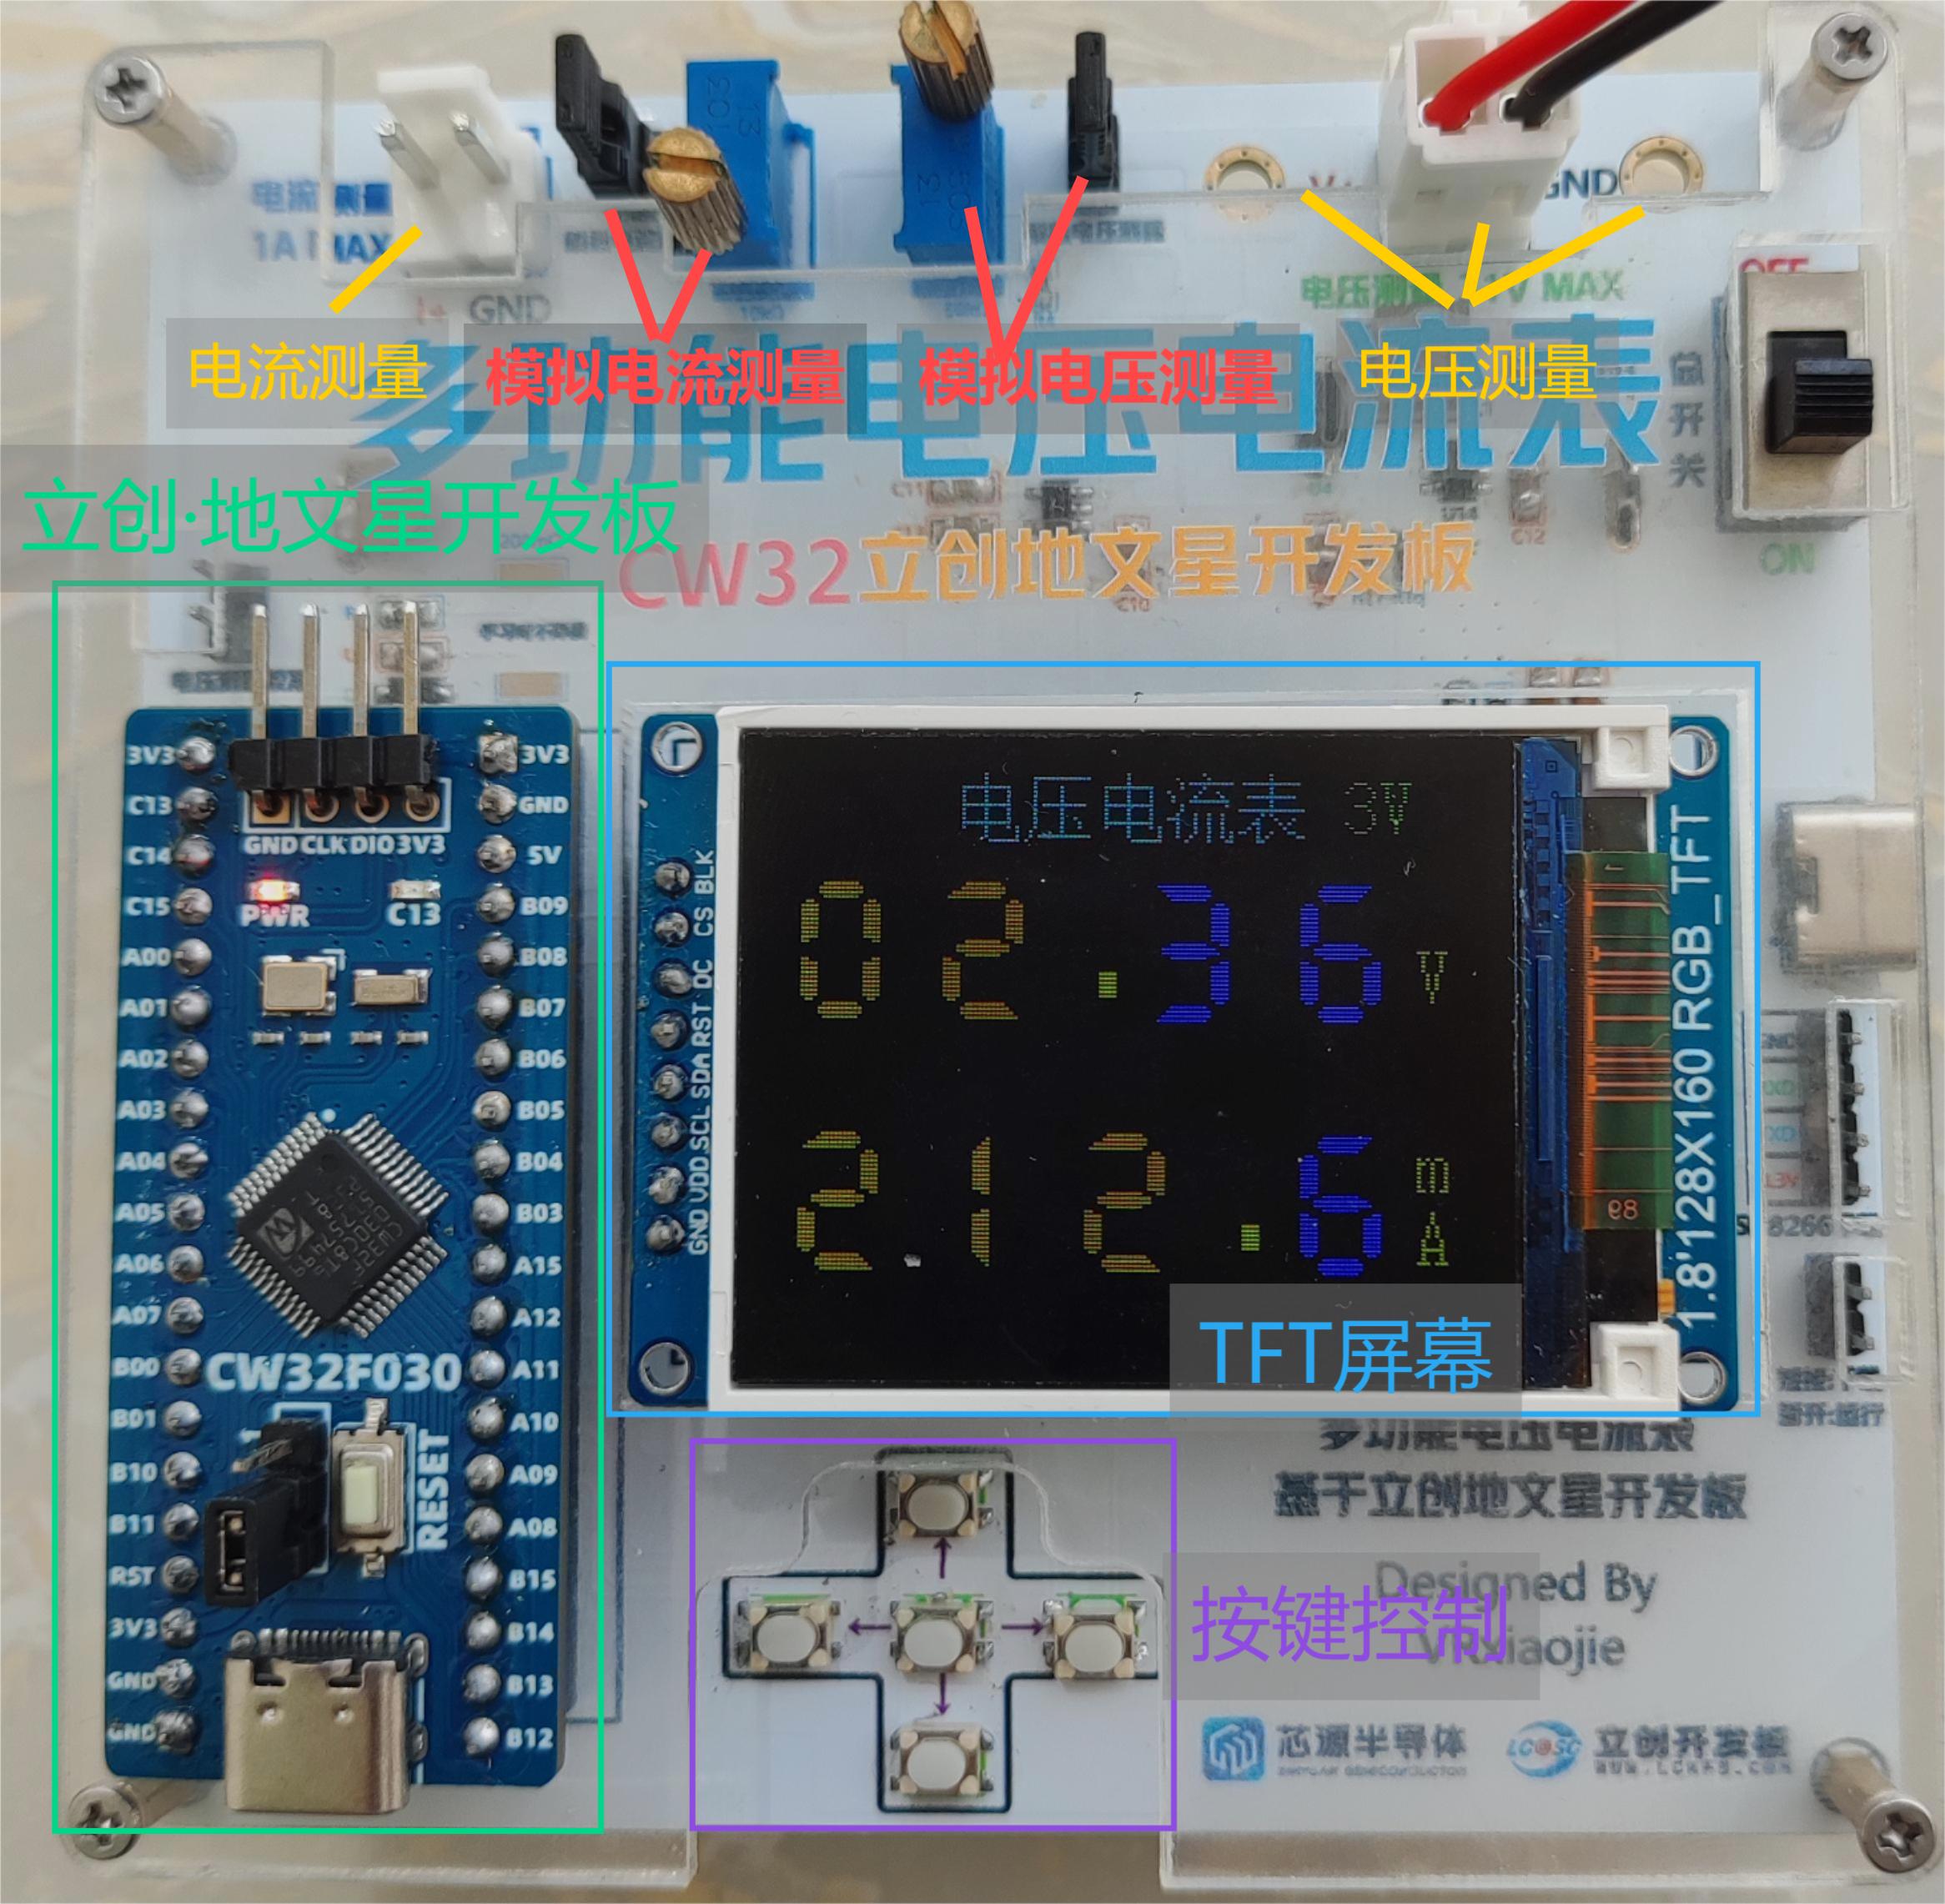 电流测量
1A MAX
GND
GND
OFF
电流测量
模拟电流测量
模拟电压测量
电压测量
多功能电压电流表
总开关
ON
立创·地文星开发板
CW32立创地文星开发板
3V3
C13
C14
C15
A00
A01
A02
A03
A04
A05
A06
A07
B00
B01
B10
B11
RST
3V3
GND
GND
GND CLK DIO 3V3
PWR
C13
CW32F030
RESET
3V3
GND
5V
B09
B08
B07
B06
B05
B04
B03
A15
A12
A11
A10
A09
A08
B15
B14
B13
B12
GND VDD SCL SDA RST DC CS BLK
电压电流表 3V
02.36 V
212.6 mA
1.8'128X160 RGB_TFT
68
8266
TFT屏幕
多功能电压电流表
基于立创地文星开发板
Designed By
按键控制
芯源半导体
立创开发板